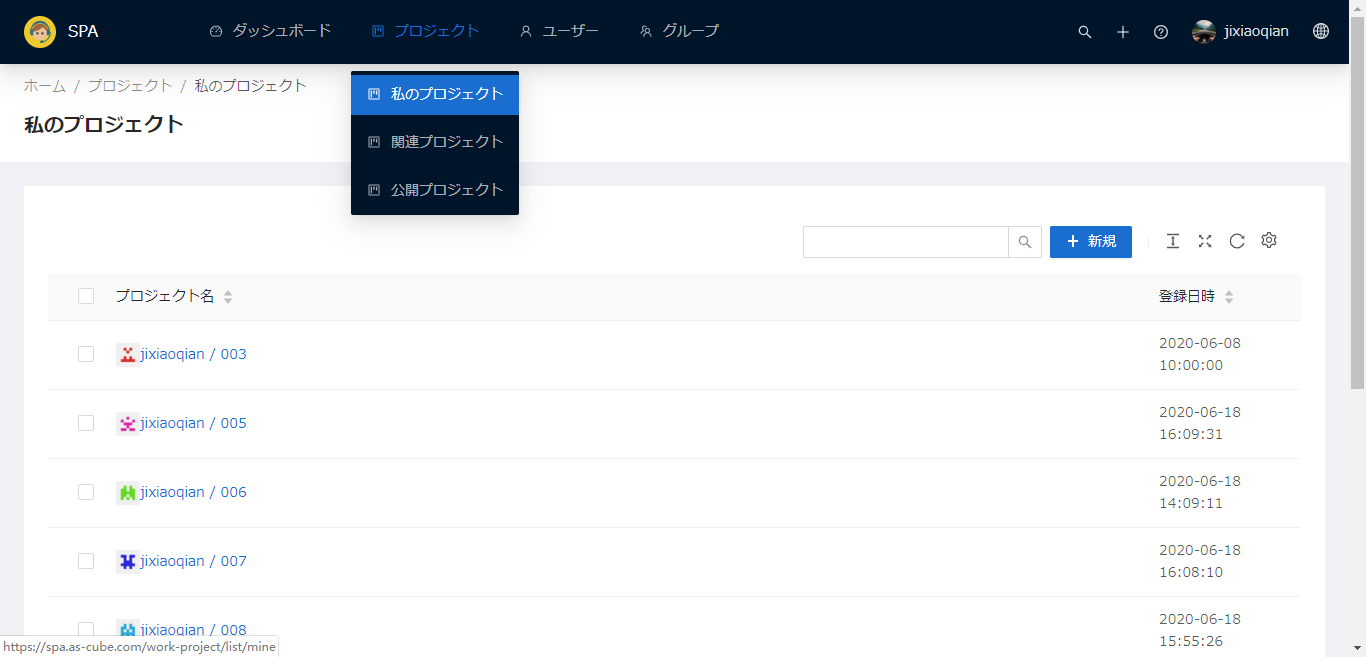 SPA
ダッシュボード
プロジェクト
ユーザー
グループ
jixiaoqian
ホーム / プロジェクト / 私のプロジェクト
私のプロジェクト
私のプロジェクト
関連プロジェクト
公開プロジェクト
新規
プロジェクト名
登録日時
jixiaoqian / 003
2020-06-08
10:00:00
jixiaoqian / 005
2020-06-18
16:09:31
jixiaoqian / 006
2020-06-18
14:09:11
jixiaoqian / 007
2020-06-18
16:08:10
jixiaoqian / 008
2020-06-18
15:55:26
https://spa.as-cube.com/work-project/list/mine